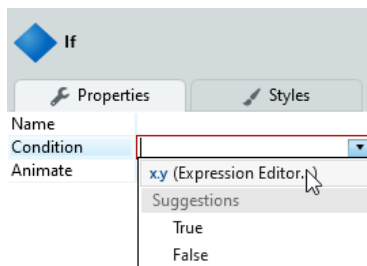 If
Properties
Styles
Name
Condition
Animate
x.y (Expression Editor...)
Suggestions
True
False